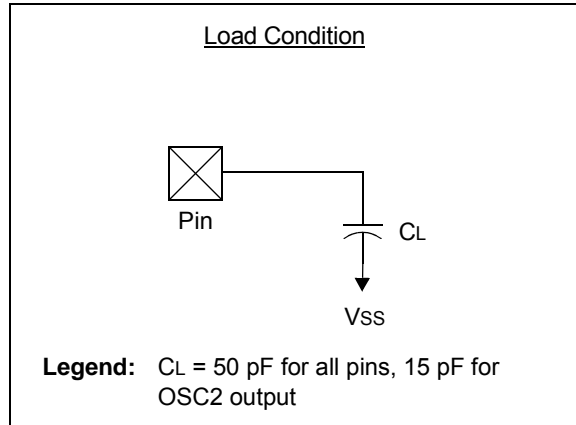 Load Condition
Pin
CL
VSS
Legend: CL = 50 pF for all pins, 15 pF for
OSC2 output